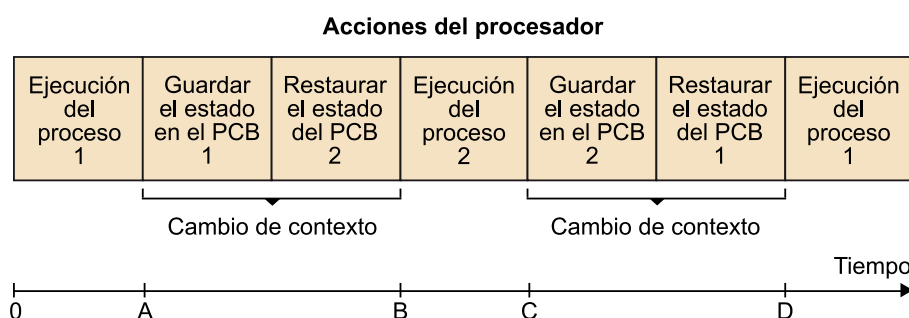 Acciones del procesador
Ejecución
del
proceso
1
Guardar
el estado
en el PCB
1
Restaurar
el estado
del PCB
2
Ejecución
del
proceso
2
Guardar
el estado
en el PCB
2
Restaurar
el estado
del PCB
1
Ejecución
del
proceso
1
Cambio de contexto
Cambio de contexto
Tiempo
0
A
B
C
D